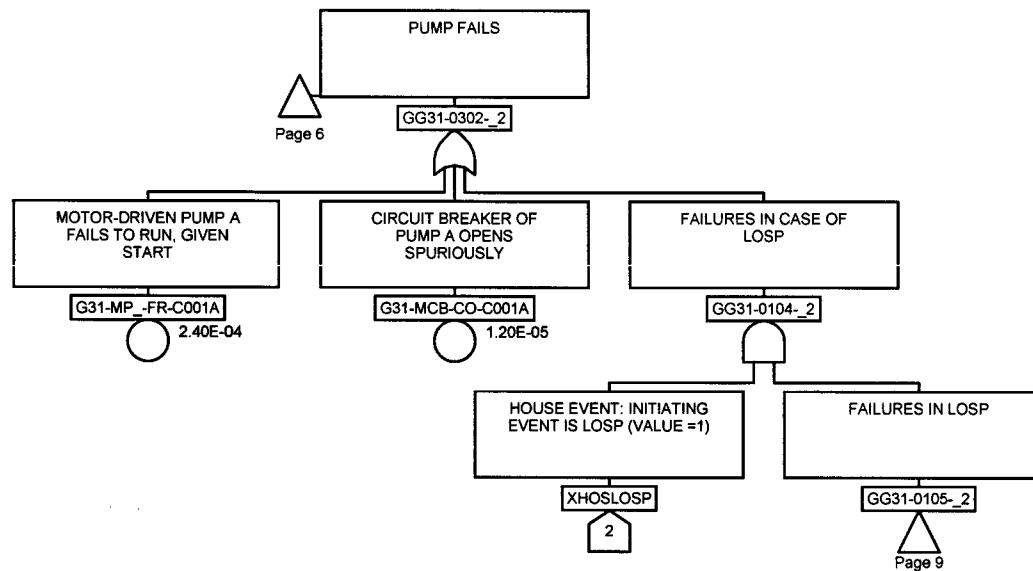 PUMP FAILS
Page 6
GG31-0302-_2
MOTOR-DRIVEN PUMP A
FAILS TO RUN, GIVEN
START
CIRCUIT BREAKER OF
PUMP A OPENS
SPURIOUSLY
FAILURES IN CASE OF
LOSP
G31-MP_-FR-C001A
2.40E-04
G31-MCB-CO-C001A
1.20E-05
GG31-0104-_2
HOUSE EVENT: INITIATING
EVENT IS LOSP (VALUE =1)
FAILURES IN LOSP
XHOSLOSP
2
GG31-0105-_2
Page 9